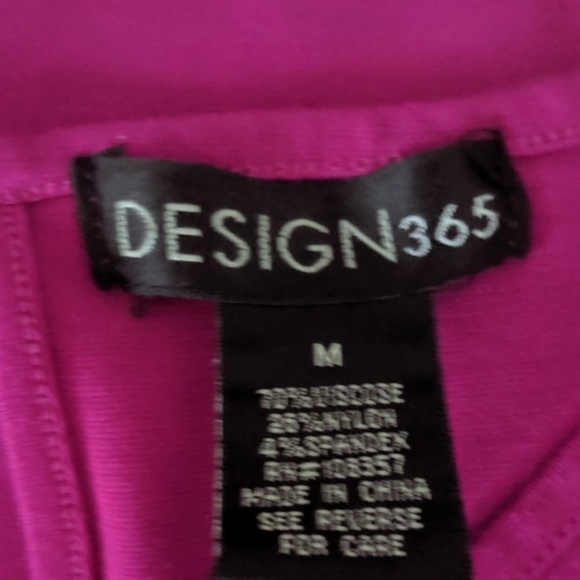 DESIGN365
M
70%VISCOSE
26%NYLON
4%SPANDEX
RN#108357
MADE IN CHINA
SEE REVERSE
FOR CARE